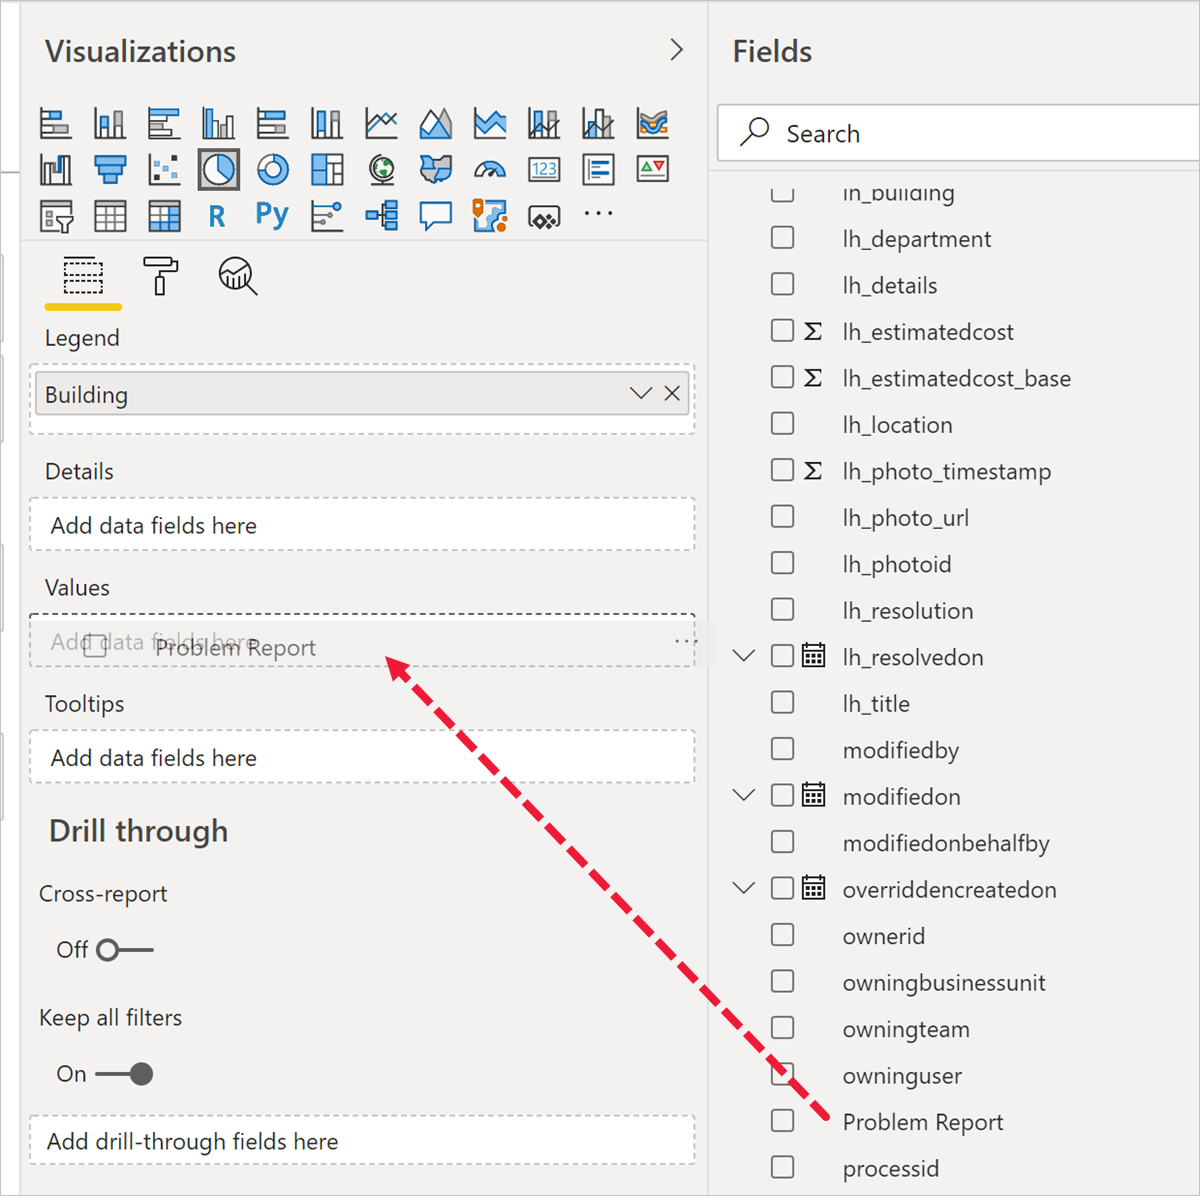 Visualizations
123
R
Py
Legend
Building
Details
Add data fields here
Values
Add data fields here
Problem Report
Tooltips
Add data fields here
Drill through
Cross-report
Off
Keep all filters
On
Add drill-through fields here
Fields
Search
lh_building
lh_department
lh_details
Σ lh_estimatedcost
Σ lh_estimatedcost_base
lh_location
Σ lh_photo_timestamp
lh_photo_url
lh_photoid
lh_resolution
lh_resolvedon
lh_title
modifiedby
modifiedon
modifiedonbehalfby
overriddencreatedon
ownerid
owningbusinessunit
owningteam
owninguser
Problem Report
processid